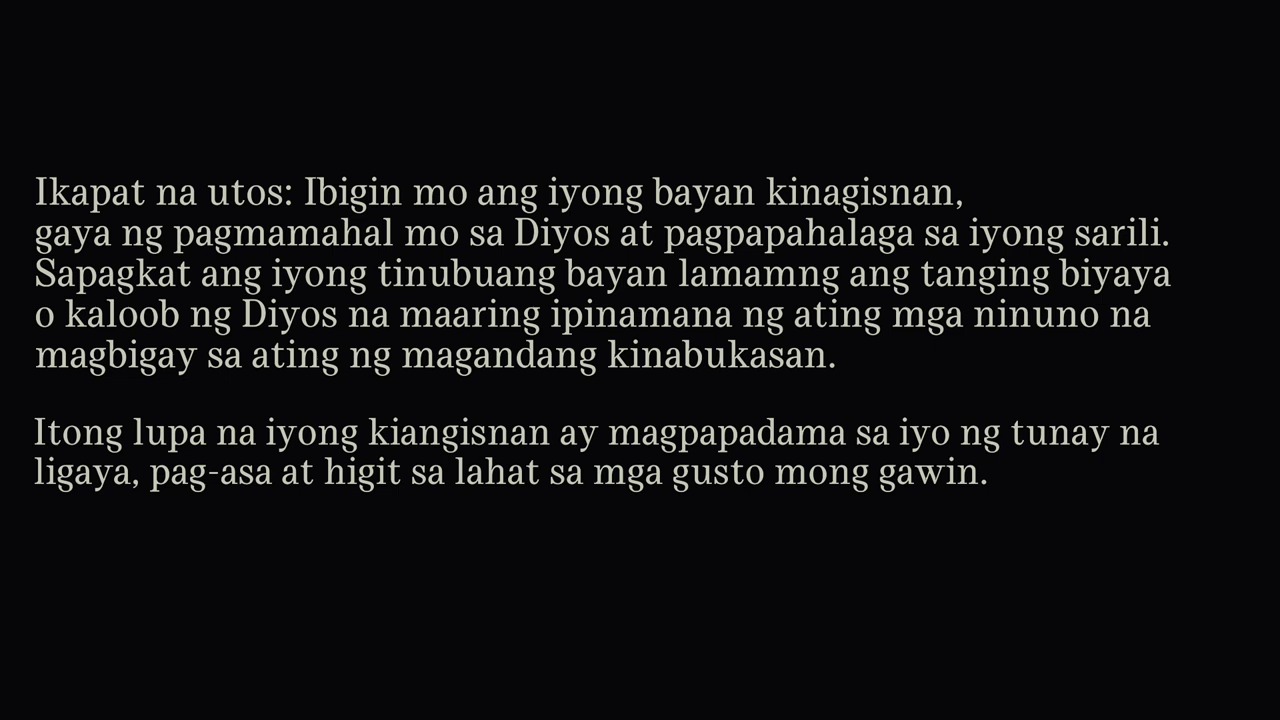 Ikapat na utos: Ibigin mo ang iyong bayan kinagisnan,
gaya ng pagmamahal mo sa Diyos at pagpapahalaga sa iyong sarili.
Sapagkat ang iyong tinubuang bayan lamamng ang tanging biyaya
o kaloob ng Diyos na maaring ipinamana ng ating mga ninuno na
magbigay sa ating ng magandang kinabukasan.
Itong lupa na iyong kiangisnan ay magpapadama sa iyo ng tunay na
ligaya, pag-asa at higit sa lahat sa mga gusto mong gawin.